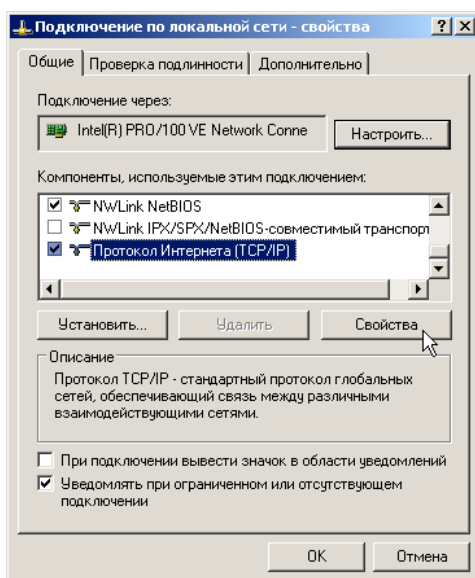 Подключение по локальной сети - свойства
Общие Проверка подлинности Дополнительно
Подключение через:
Intel(R) PRO/100 VE Network Conne Настроить...
Компоненты, используемые этим подключением:
NWLink NetBIOS
NWLink IPX/SPX/NetBIOS-совместимый транспорт
Протокол Интернета (TCP/IP)
Установить... Удалить Свойства
Описание
Протокол TCP/IP - стандартный протокол глобальных
сетей, обеспечивающий связь между различными
взаимодействующими сетями.
При подключении вывести значок в области уведомлений
Уведомлять при ограниченном или отсутствующем
подключении
OK Отмена